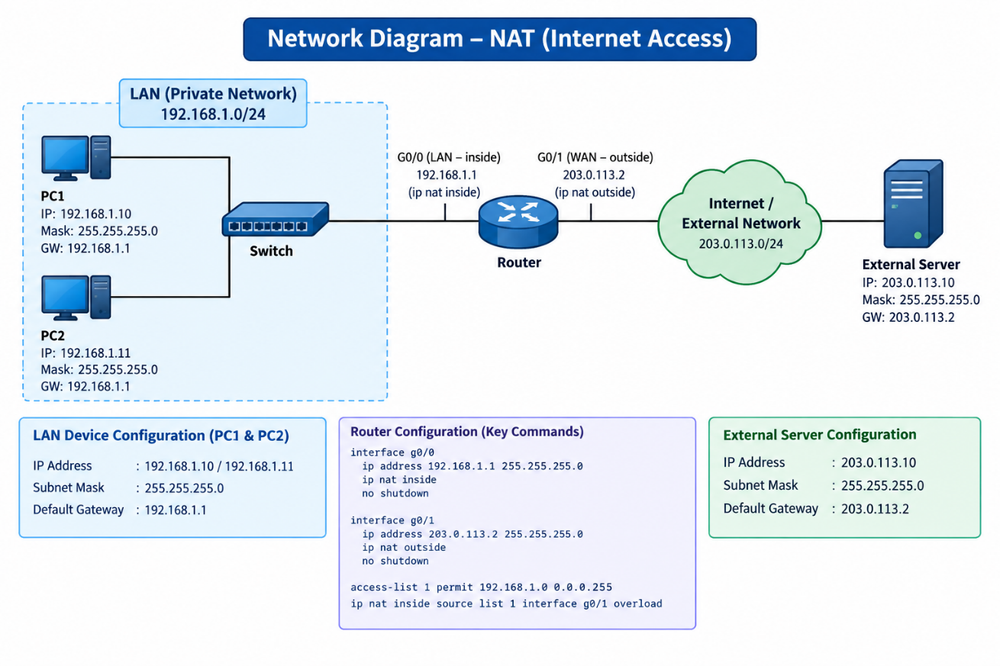 Network Diagram – NAT (Internet Access)
LAN (Private Network)
192.168.1.0/24
PC1
IP: 192.168.1.10
Mask: 255.255.255.0
GW: 192.168.1.1
PC2
IP: 192.168.1.11
Mask: 255.255.255.0
GW: 192.168.1.1
Switch
G0/0 (LAN – inside)
192.168.1.1
(ip nat inside)
G0/1 (WAN – outside)
203.0.113.2
(ip nat outside)
Router
Internet /
External Network
203.0.113.0/24
External Server
IP: 203.0.113.10
Mask: 255.255.255.0
GW: 203.0.113.2
LAN Device Configuration (PC1 & PC2)
IP Address : 192.168.1.10 / 192.168.1.11
Subnet Mask : 255.255.255.0
Default Gateway : 192.168.1.1
Router Configuration (Key Commands)
interface g0/0
ip address 192.168.1.1 255.255.255.0
ip nat inside
no shutdown
interface g0/1
ip address 203.0.113.2 255.255.255.0
ip nat outside
no shutdown
access-list 1 permit 192.168.1.0 0.0.0.255
ip nat inside source list 1 interface g0/1 overload
External Server Configuration
IP Address : 203.0.113.10
Subnet Mask : 255.255.255.0
Default Gateway : 203.0.113.2